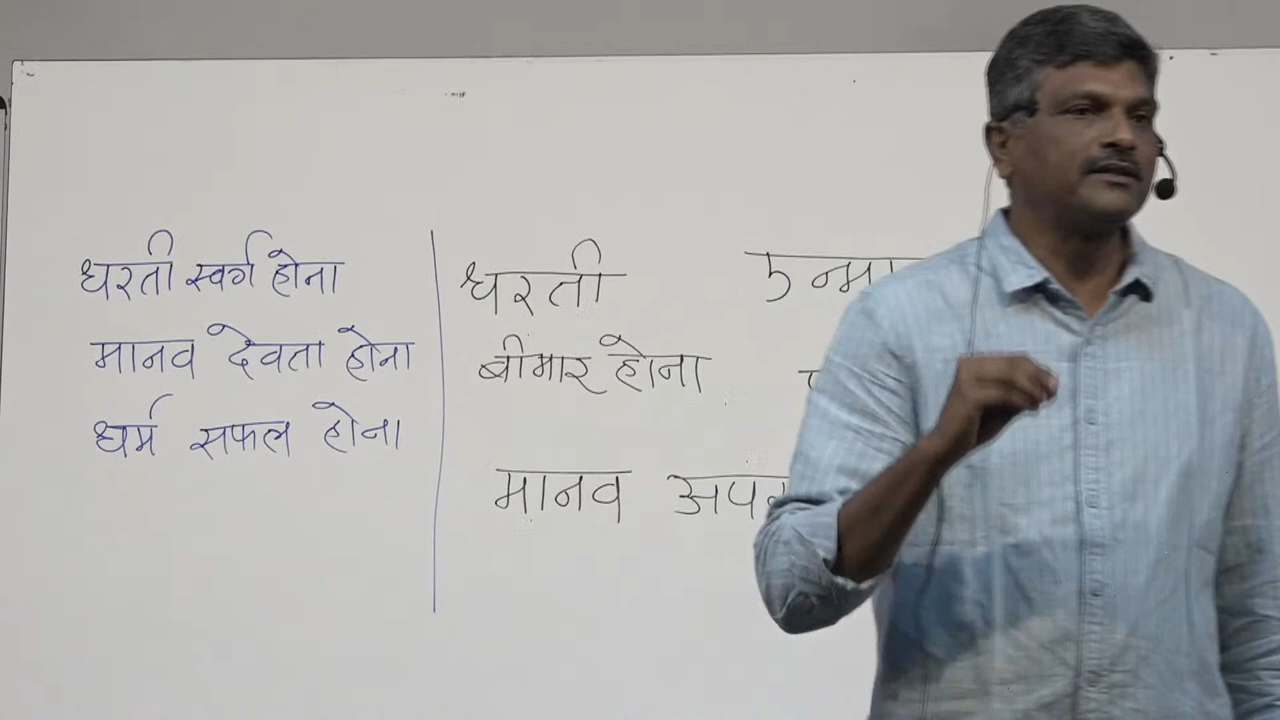 धरती स्वर्ग होना
मानव देवता होना
धर्म सफल होना
धरती
बीमार होना
मानव